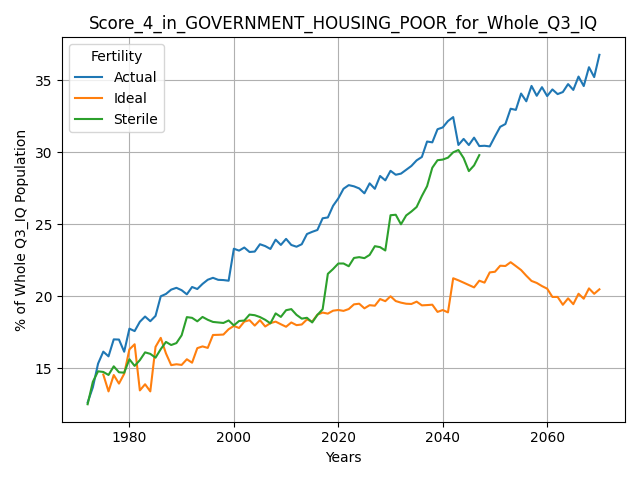 Score_4_in_GOVERNMENT_HOUSING_POOR_for_Whole_Q3_IQ
Fertility
Actual
Ideal
Sterile
% of Whole Q3_IQ Population
35
30
25
20
15
1980
2000
2020
2040
2060
Years